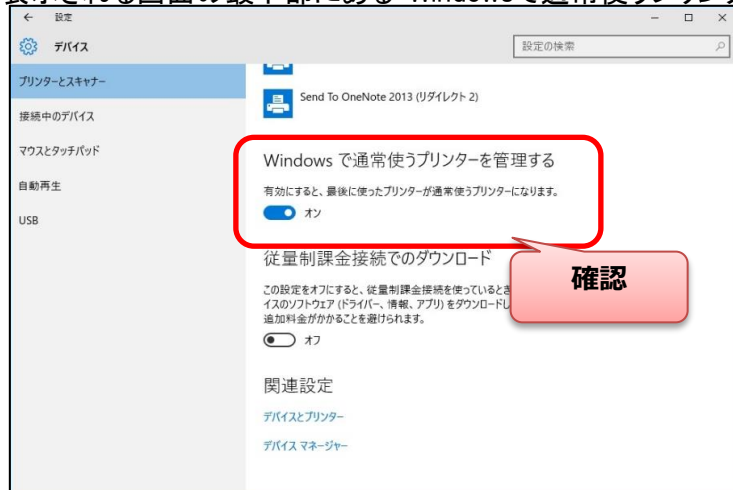 表示される画面の最下部にある Windowsで通常使うプリンタ
← 設定
デバイス
設定の検索
プリンターとスキャナー
接続中のデバイス
マウスとタッチパッド
自動再生
USB
Send To OneNote 2013 (リダイレクト 2)
Windows で通常使うプリンターを管理する
有効にすると、最後に使ったプリンターが通常使うプリンターになります。
オン
従量制課金接続でのダウンロード
確認
この設定をオフにすると、従量制課金接続を使っているとき
イスのソフトウェア (ドライバー、情報、アプリ) をダウンロードし
追加料金がかかることを避けられます。
オフ
関連設定
デバイスとプリンター
デバイス マネージャー